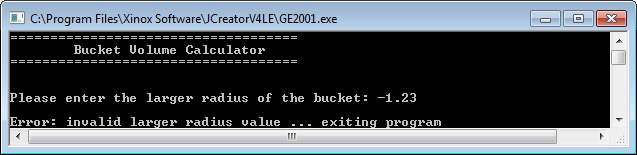 C:\Program Files\Xinox Software\JCreatorV4LE\GE2001.exe
====================================
Bucket Volume Calculator
====================================
Please enter the larger radius of the bucket: -1.23
Error: invalid larger radius value ... exiting program